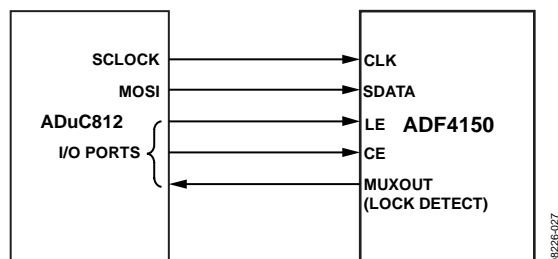 SCLOCK
CLK
MOSI
SDATA
ADuC812
LE
ADF4150
I/O PORTS
CE
MUXOUT
(LOCK DETECT)
08226-027